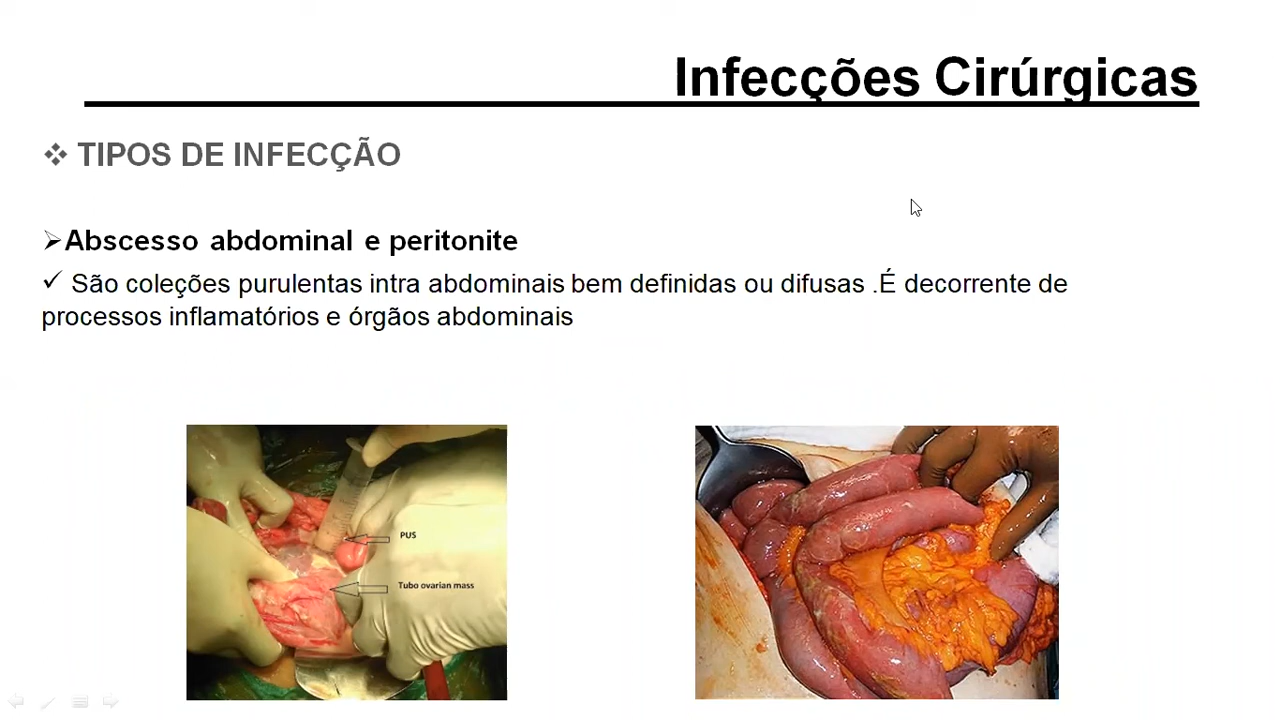 Infecções Cirúrgicas
TIPOS DE INFECÇÃO
Abscesso abdominal e peritonite
São coleções purulentas intra abdominais bem definidas ou difusas .É decorrente de
processos inflamatórios e órgãos abdominais
PUS
Tubo ovarian mass